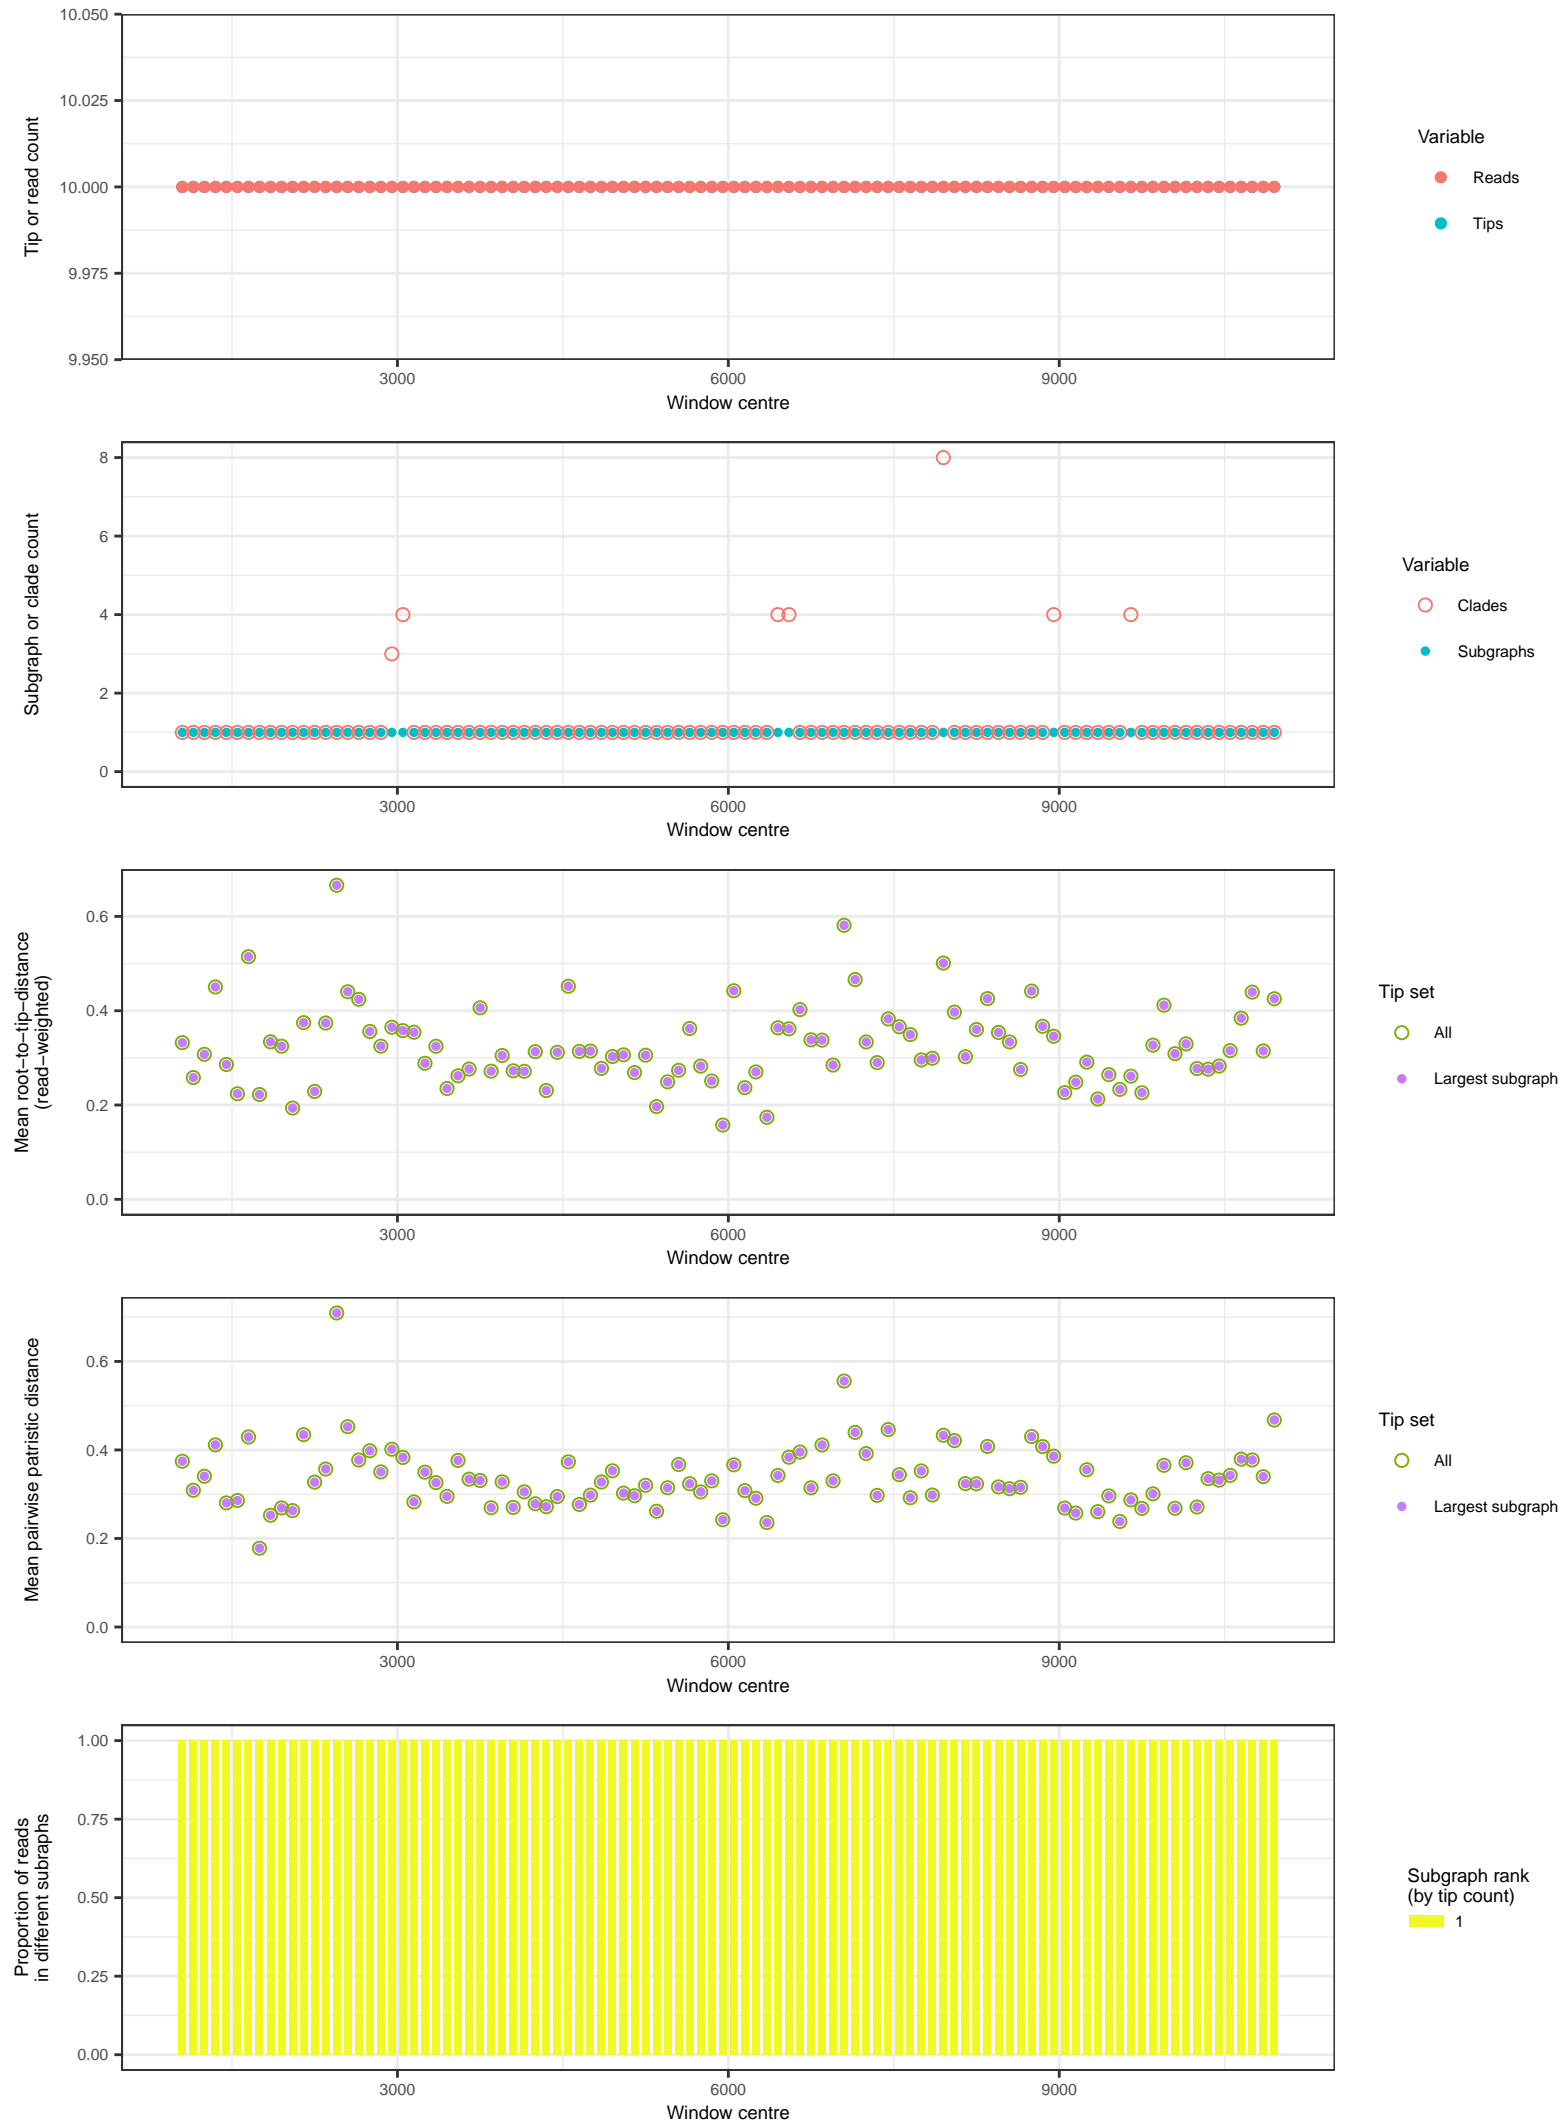 10.050
10.025
10.000
9.975
9.950
Tip or read count
3000
6000
9000
Window centre
Variable
Reads
Tips
8
6
4
2
0
Subgraph or clade count
3000
6000
9000
Window centre
Variable
Clades
Subgraphs
0.6
0.4
0.2
0.0
Mean root−to−tip−distance
(read−weighted)
3000
6000
9000
Window centre
Tip set
All
Largest subgraph
0.6
0.4
0.2
0.0
Mean pairwise patristic distance
3000
6000
9000
Window centre
Tip set
All
Largest subgraph
1.00
0.75
0.50
0.25
0.00
Proportion of reads
in different subraphs
3000
6000
9000
Window centre
Subgraph rank
(by tip count)
1